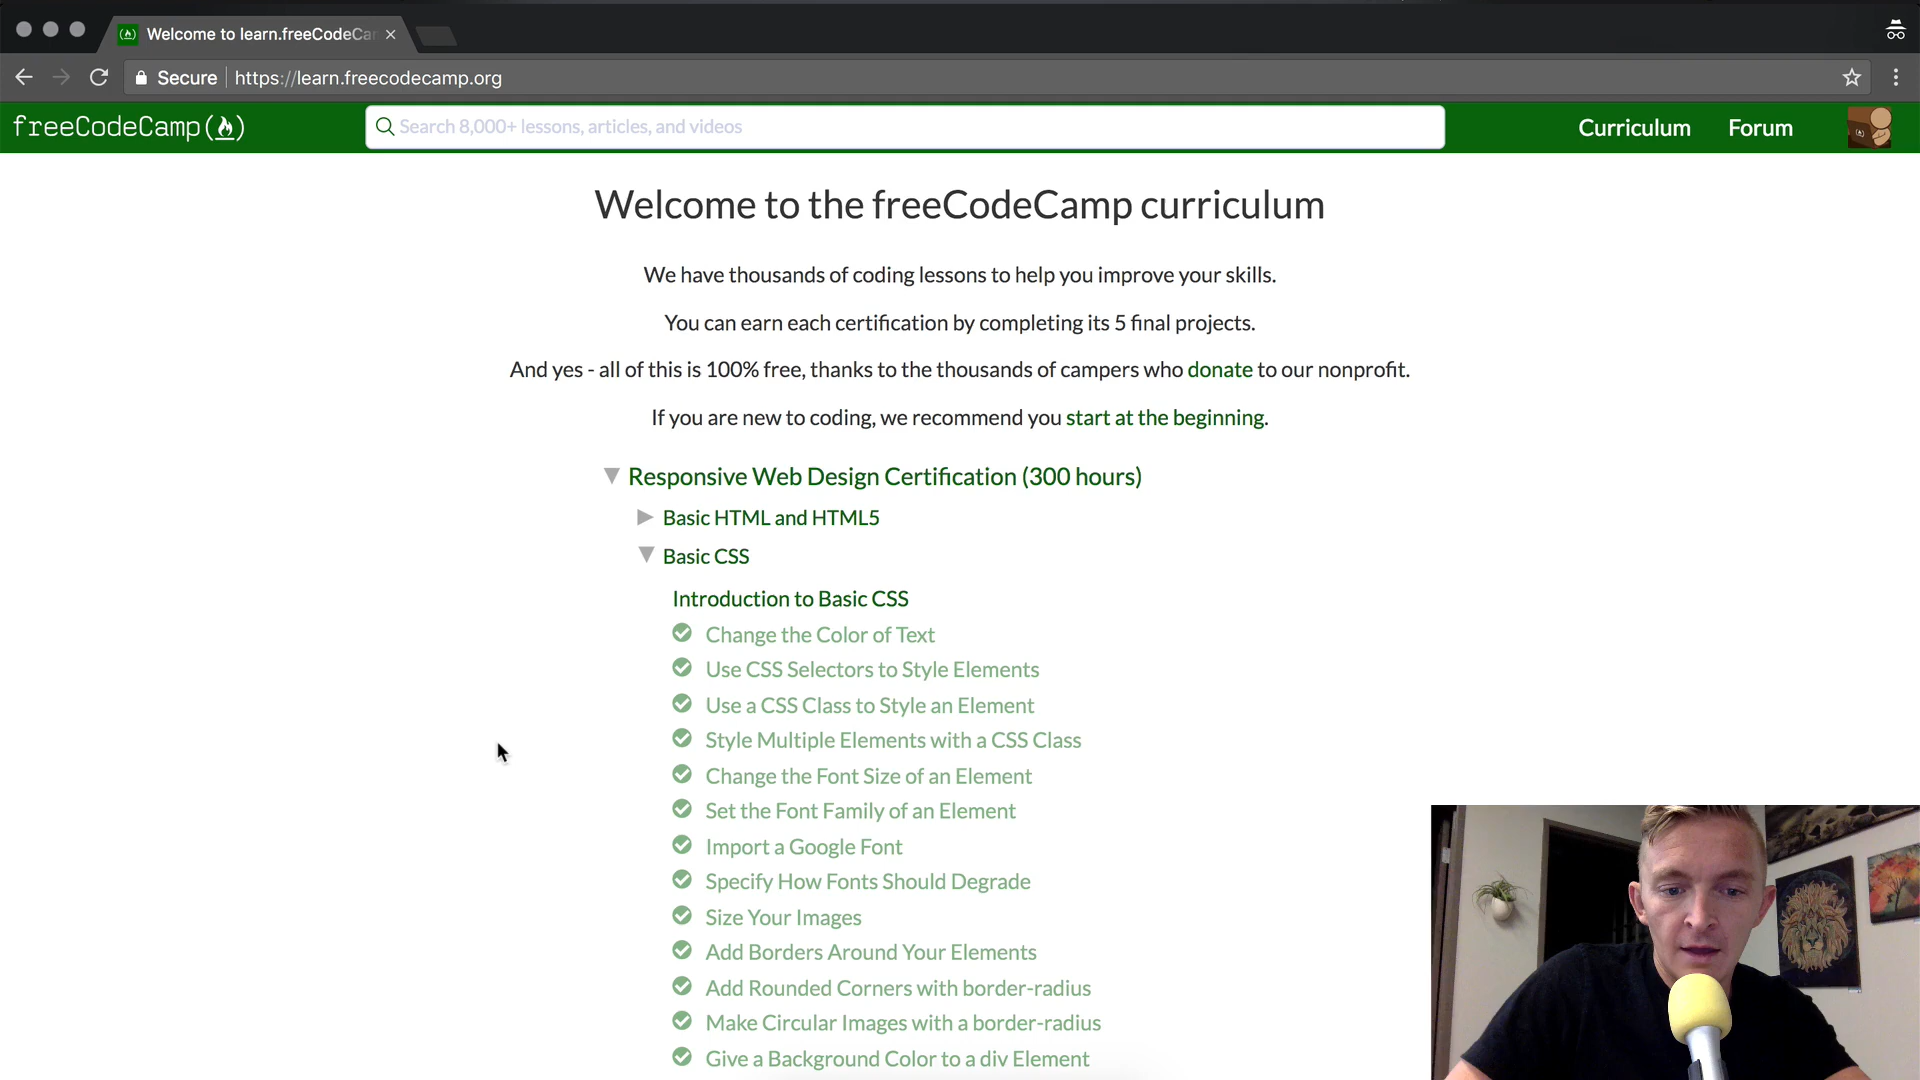 Welcome to learn.freeCodeCa
Secure https://learn.freecodecamp.org
freeCodeCamp
Search 8,000+ lessons, articles, and videos
Curriculum
Forum
Welcome to the freeCodeCamp curriculum
We have thousands of coding lessons to help you improve your skills.
You can earn each certification by completing its 5 final projects.
And yes - all of this is 100% free, thanks to the thousands of campers who donate to our nonprofit.
If you are new to coding, we recommend you start at the beginning.
Responsive Web Design Certification (300 hours)
Basic HTML and HTML5
Basic CSS
Introduction to Basic CSS
Change the Color of Text
Use CSS Selectors to Style Elements
Use a CSS Class to Style an Element
Style Multiple Elements with a CSS Class
Change the Font Size of an Element
Set the Font Family of an Element
Import a Google Font
Specify How Fonts Should Degrade
Size Your Images
Add Borders Around Your Elements
Add Rounded Corners with border-radius
Make Circular Images with a border-radius
Give a Background Color to a div Element